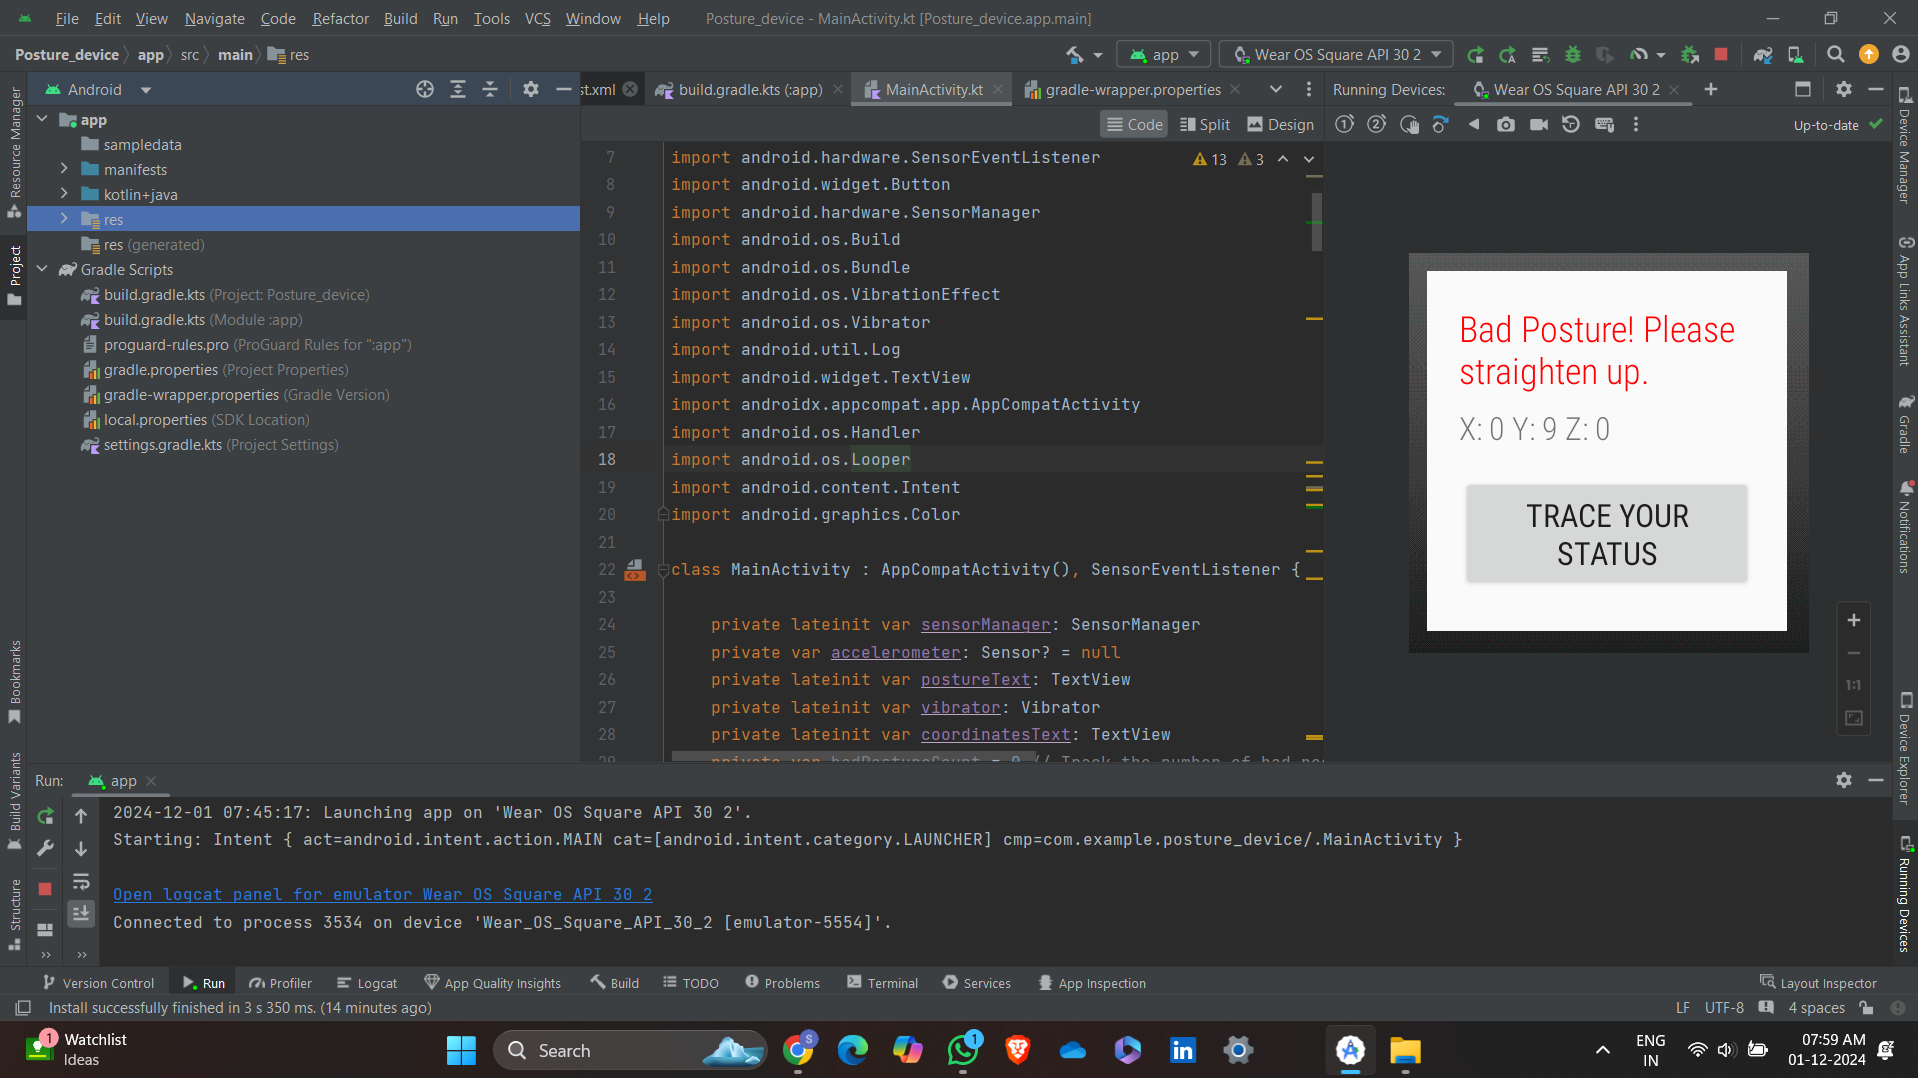 File Edit View Navigate Code Refactor Build Run Tools VCS Window Help Posture_device - MainActivity.kt [Posture_device.app.main]
Posture_device app src main res app Wear OS Square API 30 2
Android st.xml build.gradle.kts (:app) MainActivity.kt gradle-wrapper.properties Running Devices: Wear OS Square API 30 2
Code Split Design Up-to-date
Resource Manager
Project
Bookmarks
Build Variants
Structure
app
sampledata
manifests
kotlin+java
res
res (generated)
Gradle Scripts
build.gradle.kts (Project: Posture_device)
build.gradle.kts (Module :app)
proguard-rules.pro (ProGuard Rules for ":app")
gradle.properties (Project Properties)
gradle-wrapper.properties (Gradle Version)
local.properties (SDK Location)
settings.gradle.kts (Project Settings)
13 3
7 import android.hardware.SensorEventListener
8 import android.widget.Button
9 import android.hardware.SensorManager
10 import android.os.Build
11 import android.os.Bundle
12 import android.os.VibrationEffect
13 import android.os.Vibrator
14 import android.util.Log
15 import android.widget.TextView
16 import androidx.appcompat.app.AppCompatActivity
17 import android.os.Handler
18 import android.os.Looper
19 import android.content.Intent
20 import android.graphics.Color
21
22 class MainActivity : AppCompatActivity(), SensorEventListener {
23
24 private lateinit var sensorManager: SensorManager
25 private var accelerometer: Sensor? = null
26 private lateinit var postureText: TextView
27 private lateinit var vibrator: Vibrator
28 private lateinit var coordinatesText: TextView
29 private var badPostureCount = 0 // Track the number of bad po
Bad Posture! Please
straighten up.
X: 0 Y: 9 Z: 0
TRACE YOUR
STATUS
1:1
Device Manager
App Links Assistant
Gradle
Notifications
Device Explorer
Running Devices
Run: app
2024-12-01 07:45:17: Launching app on 'Wear OS Square API 30 2'.
Starting: Intent { act=android.intent.action.MAIN cat=[android.intent.category.LAUNCHER] cmp=com.example.posture_device/.MainActivity }
Open logcat panel for emulator Wear OS Square API 30 2
Connected to process 3534 on device 'Wear_OS_Square_API_30_2 [emulator-5554]'.
Version Control Run Profiler Logcat App Quality Insights Build TODO Problems Terminal Services App Inspection Layout Inspector
Install successfully finished in 3 s 350 ms. (14 minutes ago) LF UTF-8 4 spaces
1 Watchlist
Ideas
Search
S
1
ENG
IN
07:59 AM
01-12-2024